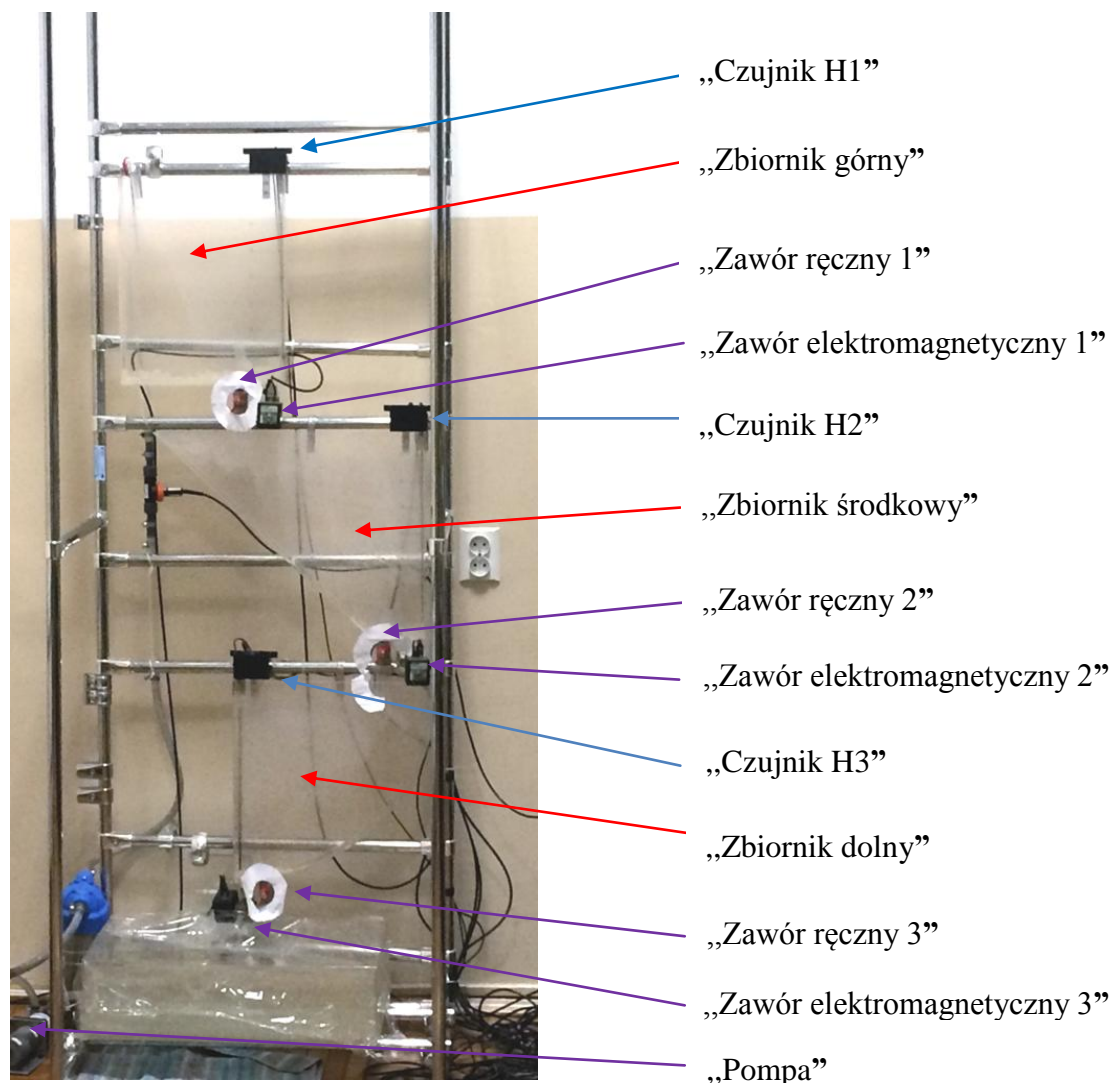 ,,Czujnik H1”
,,Zbiornik górny”
,,Zawór ręczny 1”
,,Zawór elektromagnetyczny 1”
,,Czujnik H2”
,,Zbiornik środkowy”
,,Zawór ręczny 2”
,,Zawór elektromagnetyczny 2”
,,Czujnik H3”
,,Zbiornik dolny”
,,Zawór ręczny 3”
,,Zawór elektromagnetyczny 3”
,,Pompa”